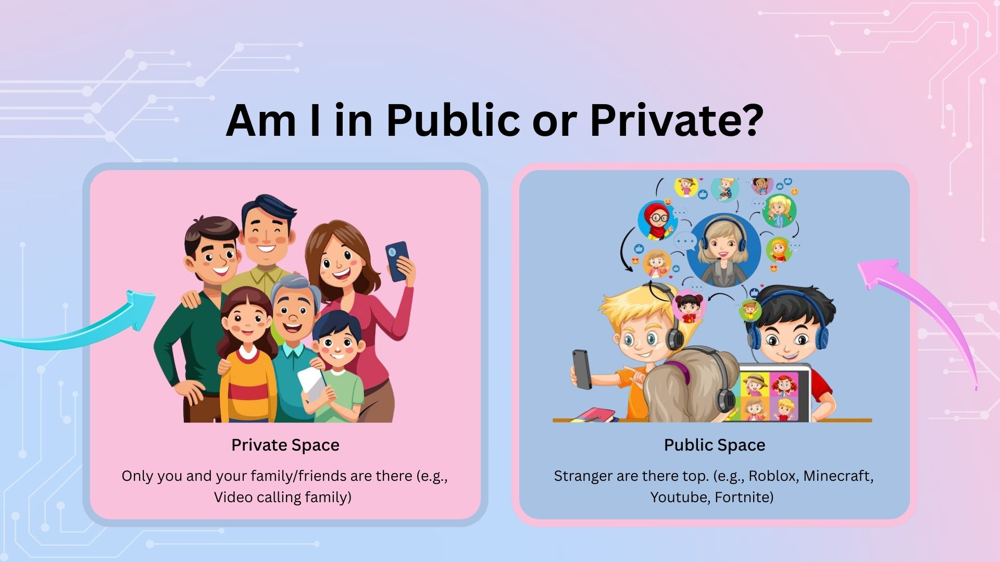 Am I in Public or Private?
Private Space
Only you and your family/friends are there (e.g.,
Video calling family)
Public Space
Stranger are there top. (e.g., Roblox, Minecraft,
Youtube, Fortnite)